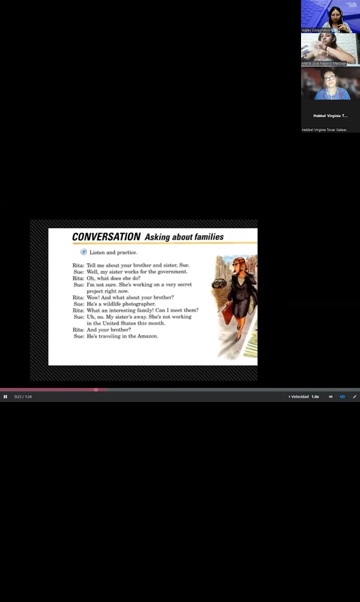 Habbal Virginia T...
CONVERSATION Asking about families
Listen and practice.
Rita: Tell me about your brother and sister, Sue.
Sue: Well, my sister works for the government.
Rita: Oh, what does she do?
Sue: I'm not sure. She's working on a very secret
project right now.
Rita: Wow! And what about your brother?
Sue: He's a wildlife photographer.
Rita: What an interesting family! Can I meet them?
Sue: Uh, no. My sister's away. She's not working
in the United States this month.
Rita: And your brother?
Sue: He's traveling in the Amazon.
Velocidad 1.0x